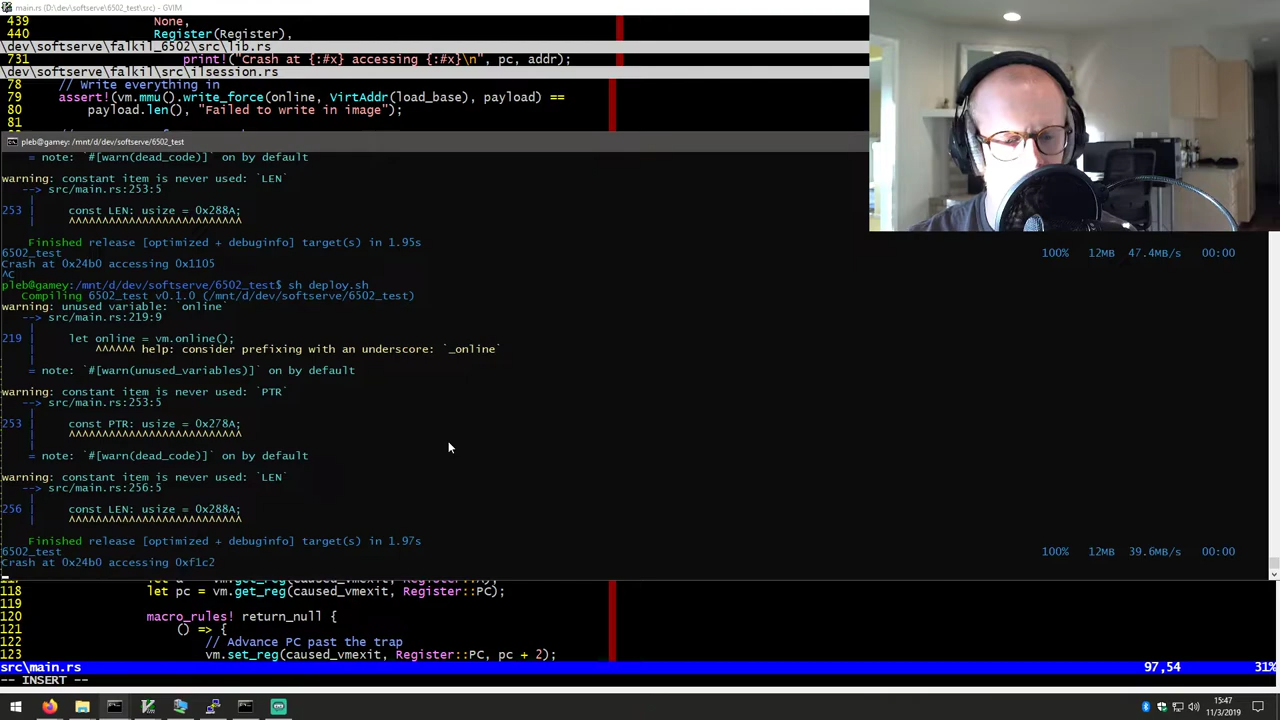 main.rs (D:\dev\softserve\6502_test\src) - GVIM
439 None,
440 Register(Register),
\dev\softserve\falkil_6502\src\lib.rs
731 print!("Crash at {:#x} accessing {:#x}\n", pc, addr);
\dev\softserve\falkil\src\ilsession.rs
78 // Write everything in
79 assert!(vm.mmu().write_force(online, VirtAddr(load_base), payload) ==
80 payload.len(), "Failed to write in image");
81
pleb@gamey: /mnt/d/dev/softserve/6502_test
= note: `#[warn(dead_code)]` on by default
warning: constant item is never used: `LEN`
--> src/main.rs:253:5
|
253 | const LEN: usize = 0x288A;
| ^^^^^^^^^^^^^^^^^^^^^^^^^^
Finished release [optimized + debuginfo] target(s) in 1.95s
6502_test 100% 12MB 47.4MB/s 00:00
Crash at 0x24b0 accessing 0x1105
^C
pleb@gamey:/mnt/d/dev/softserve/6502_test$ sh deploy.sh
Compiling 6502_test v0.1.0 (/mnt/d/dev/softserve/6502_test)
warning: unused variable: `online`
--> src/main.rs:219:9
|
219 | let online = vm.online();
| ^^^^^^ help: consider prefixing with an underscore: `_online`
|
= note: `#[warn(unused_variables)]` on by default
warning: constant item is never used: `PTR`
--> src/main.rs:253:5
|
253 | const PTR: usize = 0x278A;
| ^^^^^^^^^^^^^^^^^^^^^^^^^^
|
= note: `#[warn(dead_code)]` on by default
warning: constant item is never used: `LEN`
--> src/main.rs:256:5
|
256 | const LEN: usize = 0x288A;
| ^^^^^^^^^^^^^^^^^^^^^^^^^^
Finished release [optimized + debuginfo] target(s) in 1.97s
6502_test 100% 12MB 39.6MB/s 00:00
Crash at 0x24b0 accessing 0xf1c2
118 let pc = vm.get_reg(caused_vmexit, Register::PC);
119
120 macro_rules! return_null {
121 () => {
122 // Advance PC past the trap
123 vm.set_reg(caused_vmexit, Register::PC, pc + 2);
src\main.rs 97,54 31%
-- INSERT --
15:47
11/3/2019